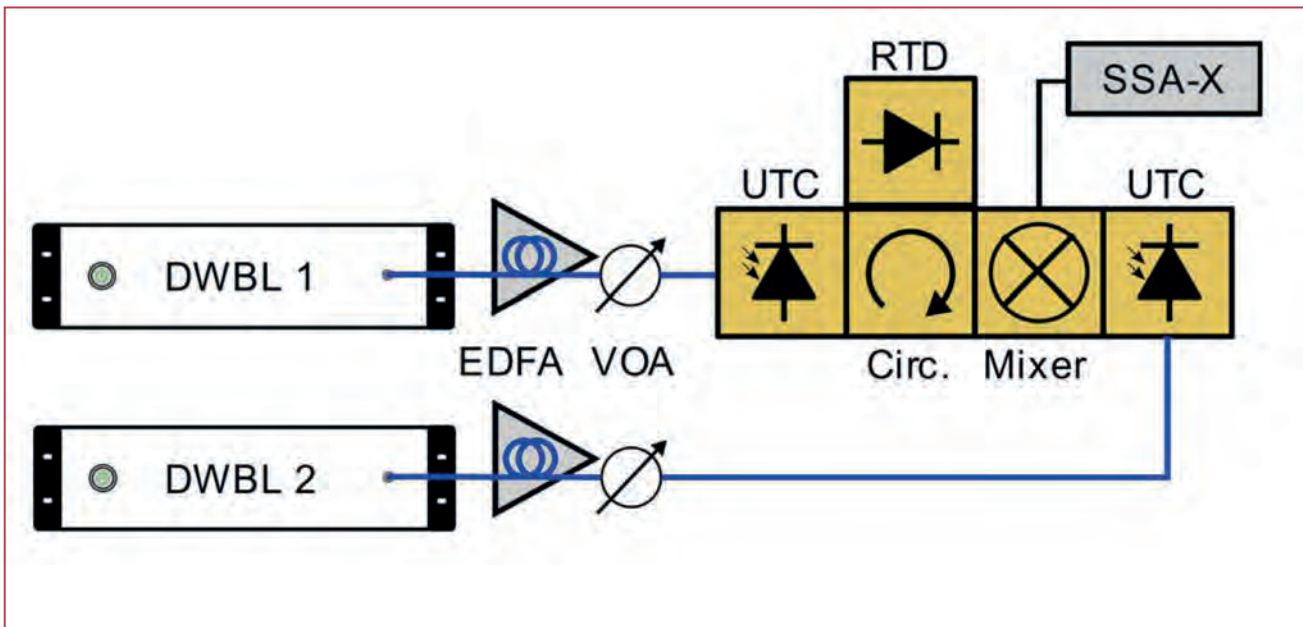 RTD
SSA-X
UTC
UTC
DWBL 1
EDFA
VOA
Circ.
Mixer
DWBL 2